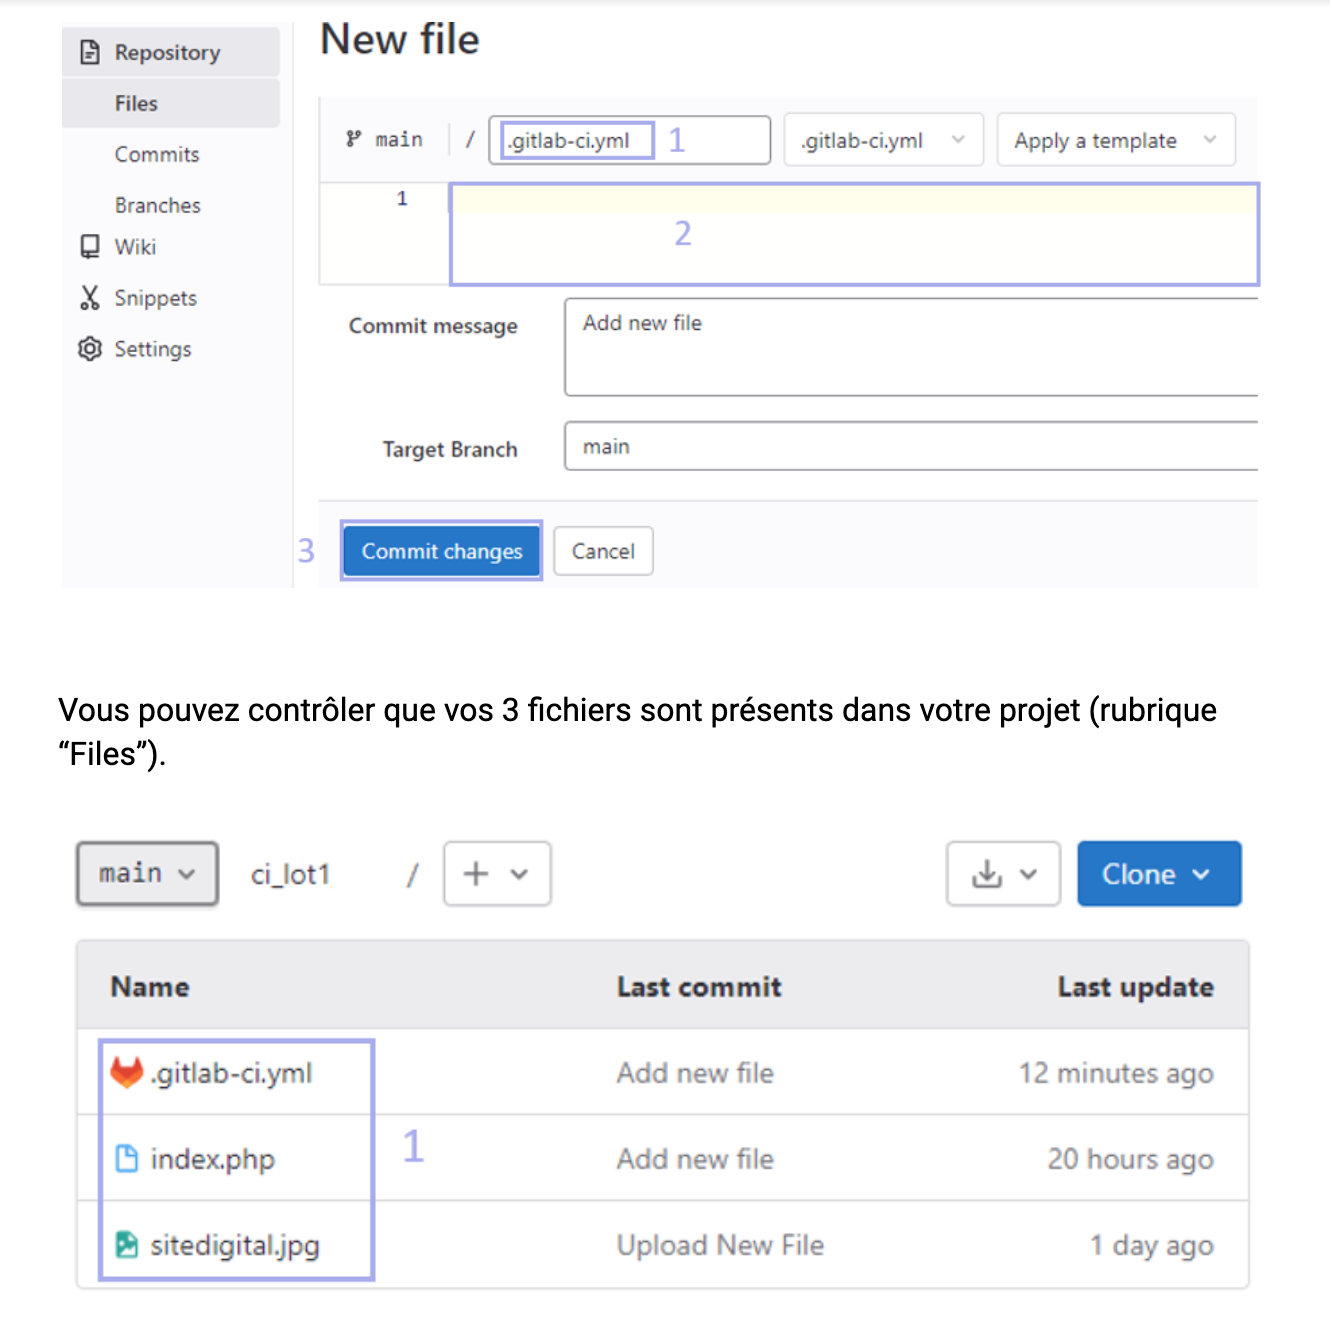 New file
Repository
Files
Commits
Branches
Wiki
Snippets
Settings
main / .gitlab-ci.yml 1 .gitlab-ci.yml Apply a template
1
2
Commit message Add new file
Target Branch main
3 Commit changes Cancel
Vous pouvez contrôler que vos 3 fichiers sont présents dans votre projet (rubrique
“Files”).
main ci_lot1 / + Clone
Name Last commit Last update
.gitlab-ci.yml Add new file 12 minutes ago
1
index.php Add new file 20 hours ago
sitedigital.jpg Upload New File 1 day ago